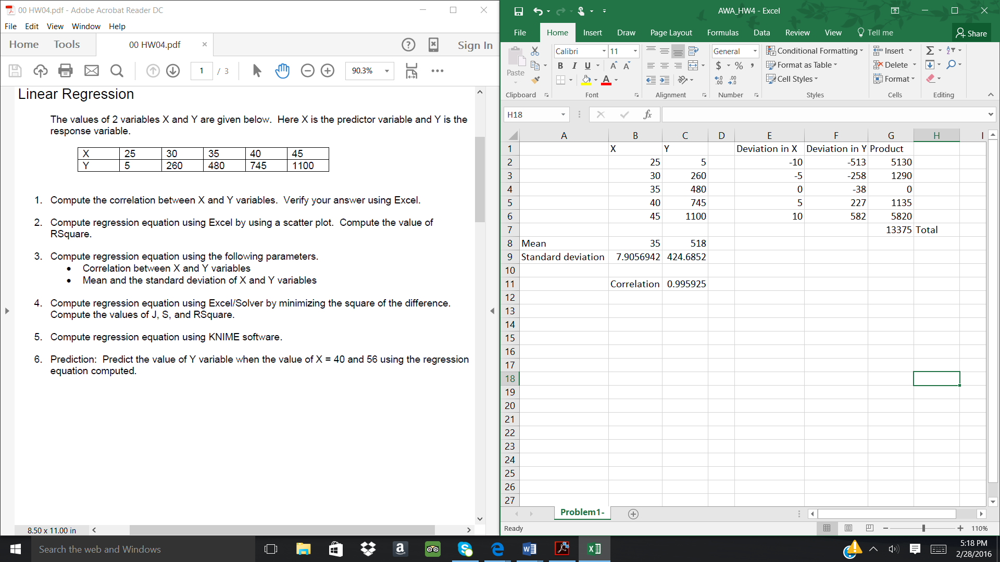 00 HW04.pdf - Adobe Acrobat Reader DC
File Edit View Window Help
Home Tools 00 HW04.pdf × Sign In
1 / 3 90.3%
Linear Regression
The values of 2 variables X and Y are given below. Here X is the predictor variable and Y is the
response variable.
X 25 30 35 40 45
Y 5 260 480 745 1100
1. Compute the correlation between X and Y variables. Verify your answer using Excel.
2. Compute regression equation using Excel by using a scatter plot. Compute the value of
RSquare.
3. Compute regression equation using the following parameters.
• Correlation between X and Y variables
• Mean and the standard deviation of X and Y variables
4. Compute regression equation using Excel/Solver by minimizing the square of the difference.
Compute the values of J, S, and RSquare.
5. Compute regression equation using KNIME software.
6. Prediction: Predict the value of Y variable when the value of X = 40 and 56 using the regression
equation computed.
8.50 x 11.00 in
AWA_HW4 - Excel
File Home Insert Draw Page Layout Formulas Data Review View Tell me Share
Paste Calibri 11 General Conditional Formatting Insert
B I U A A $ % , Format as Table Delete
A Cell Styles Format
Clipboard Font Alignment Number Styles Cells Editing
H18 fx
A B C D E F G H I
1 X Y Deviation in X Deviation in Y Product
2 25 5 -10 -513 5130
3 30 260 -5 -258 1290
4 35 480 0 -38 0
5 40 745 5 227 1135
6 45 1100 10 582 5820
7 13375 Total
8 Mean 35 518
9 Standard deviation 7.9056942 424.6852
10
11 Correlation 0.995925
12
13
14
15
16
17
18
19
20
21
22
23
24
25
26
27
Problem1-
Ready 110%
Search the web and Windows
5:18 PM
2/28/2016